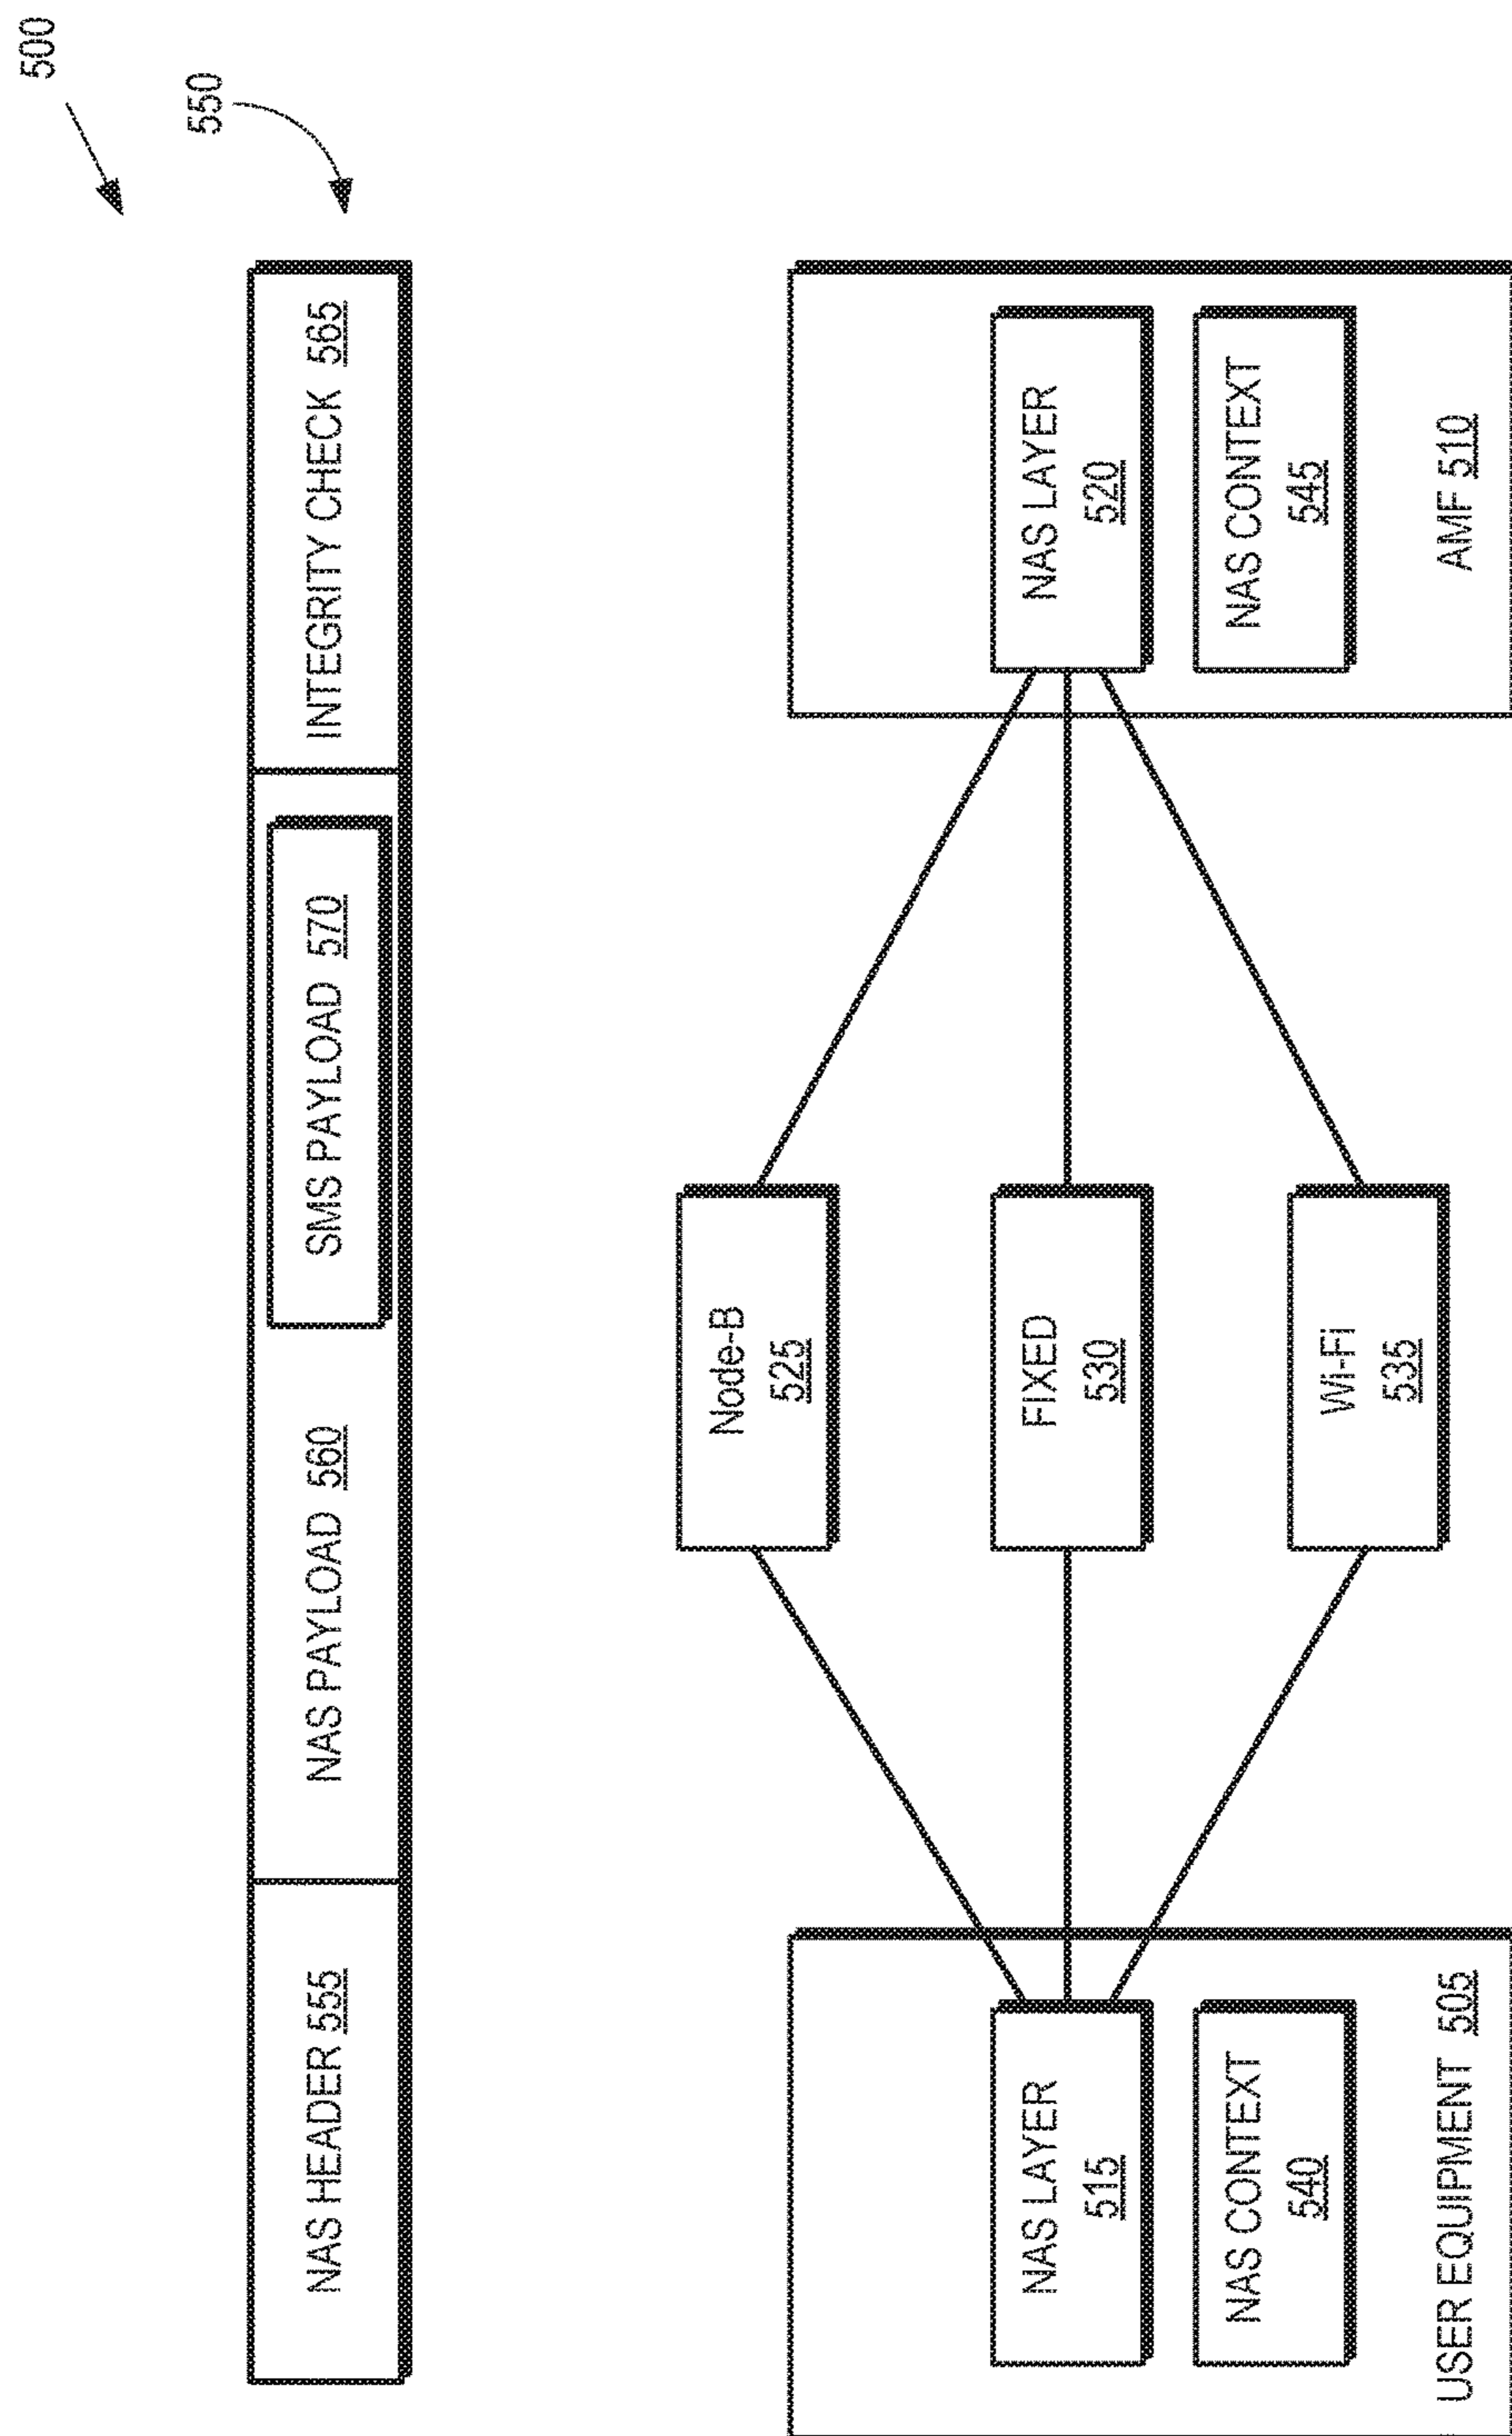 500
550
NAS HEADER 555
NAS PAYLOAD 560
SMS PAYLOAD 570
INTEGRITY CHECK 565
Node-B
525
NAS LAYER
515
FIXED
530
NAS LAYER
520
NAS CONTEXT
540
Wi-Fi
535
NAS CONTEXT
545
USER EQUIPMENT 505
AMF 510